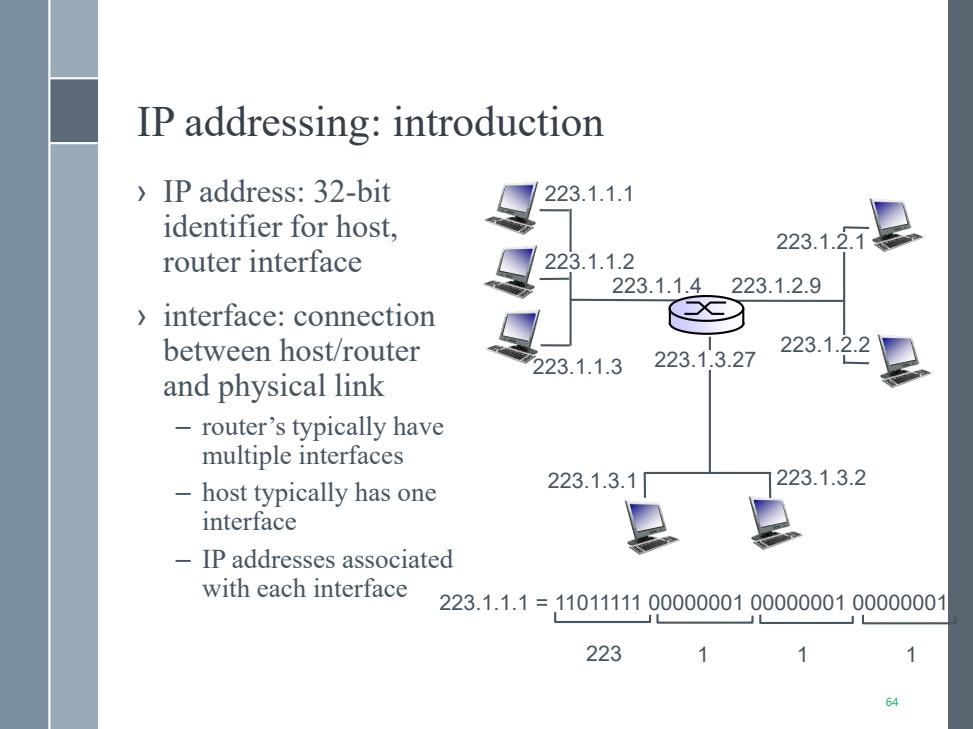 IP addressing: introduction
› IP address: 32-bit
identifier for host,
router interface
› interface: connection
between host/router
and physical link
– router’s typically have
multiple interfaces
– host typically has one
interface
– IP addresses associated
with each interface
223.1.1.1
223.1.1.2
223.1.1.3
223.1.1.4
223.1.2.9
223.1.2.1
223.1.2.2
223.1.3.27
223.1.3.1
223.1.3.2
223.1.1.1 = 11011111 00000001 00000001 00000001
223 1 1 1
64